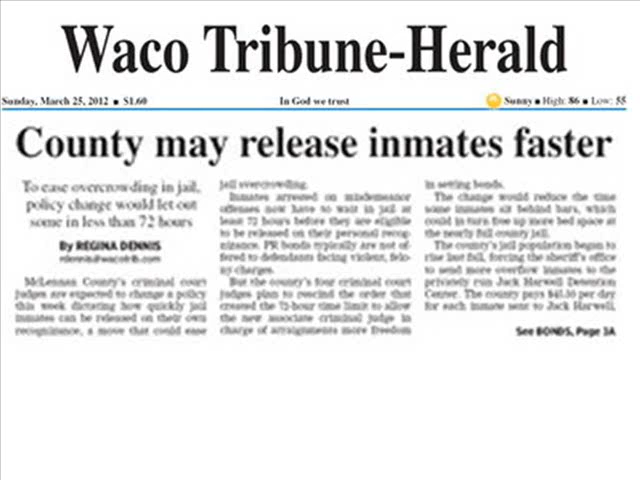 Waco Tribune-Herald
Sunday, March 25, 2012 ■ $1.60
In God we trust
Sunny ■ High: 86 ■ Low: 55
County may release inmates faster
To ease overcrowding in jail,
policy change would let out
some in less than 72 hours
By REGINA DENNIS
rdennis@wacotrib.com
McLennan County's criminal court
judges are expected to change a policy
this week dictating how quickly jail
inmates can be released on their own
recognizance, a move that could ease
jail overcrowding.
Inmates arrested on misdemeanor
offenses now have to wait in jail at
least 72 hours before they are eligible
to be released on their personal recog-
nizance. PR bonds typically are not of-
fered to defendants facing violent, felo-
ny charges.
But the county's four criminal court
judges plan to rescind the order that
created the 72-hour time limit to allow
the new associate criminal judge in
charge of arraignments more freedom
in setting bonds.
The change would reduce the time
some inmates sit behind bars, which
could in turn free up more bed space at
the nearly full county jail.
The county's jail population began to
rise last fall, forcing the sheriff's office
to send more overflow inmates to the
privately run Jack Harwell Detention
Center. The county pays per day
for each inmate sent to Jack Harwell,
See BONDS, Page 3A